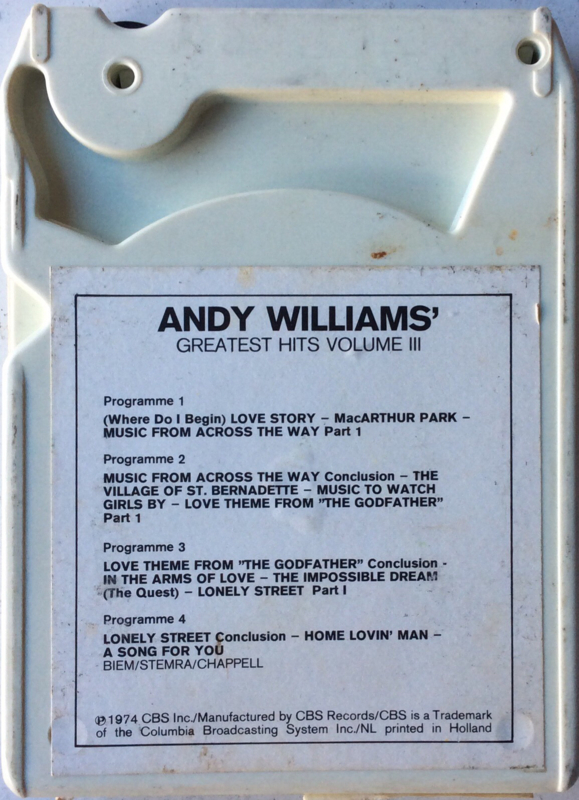 ANDY WILLIAMS'
GREATEST HITS VOLUME III
Programme 1
(Where Do I Begin) LOVE STORY – MacARTHUR PARK –
MUSIC FROM ACROSS THE WAY Part 1
Programme 2
MUSIC FROM ACROSS THE WAY Conclusion – THE
VILLAGE OF ST. BERNADETTE – MUSIC TO WATCH
GIRLS BY – LOVE THEME FROM ”THE GODFATHER”
Part 1
Programme 3
LOVE THEME FROM ”THE GODFATHER” Conclusion -
IN THE ARMS OF LOVE – THE IMPOSSIBLE DREAM
(The Quest) – LONELY STREET Part I
Programme 4
LONELY STREET Conclusion – HOME LOVIN' MAN –
A SONG FOR YOU
BIEM/STEMRA/CHAPPELL
℗1974 CBS Inc./Manufactured by CBS Records/CBS is a Trademark
of the Columbia Broadcasting System Inc./NL printed in Holland